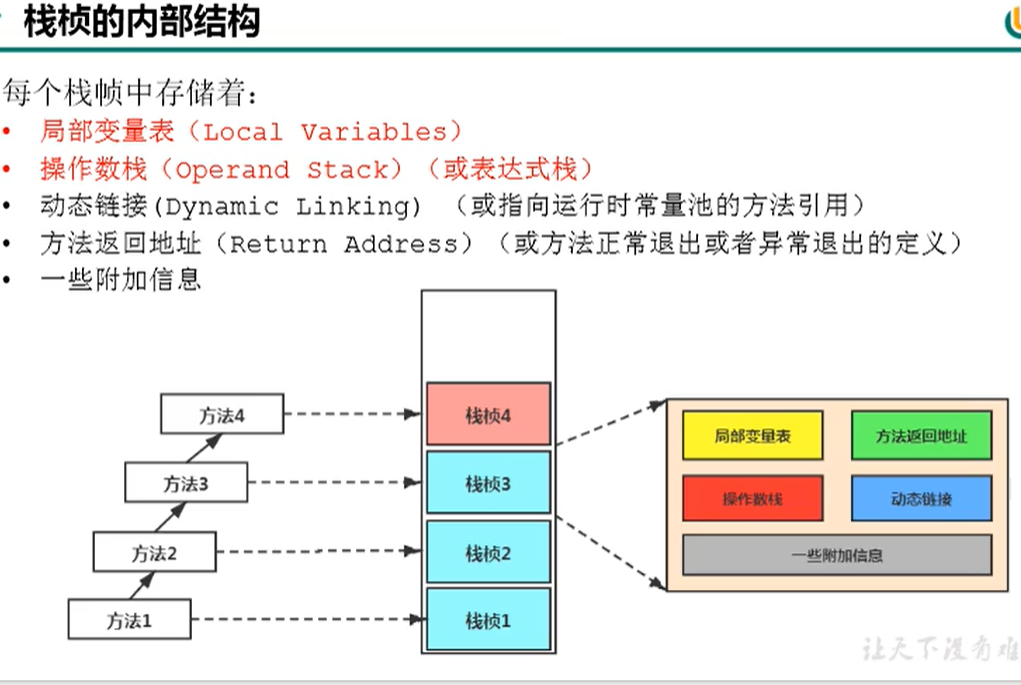 栈桢的内部结构
每个栈帧中存储着：
• 局部变量表（Local Variables）
• 操作数栈（Operand Stack）（或表达式栈）
• 动态链接(Dynamic Linking) （或指向运行时常量池的方法引用）
• 方法返回地址（Return Address）（或方法正常退出或者异常退出的定义）
• 一些附加信息
方法4
栈桢4
方法3
栈桢3
方法2
栈桢2
方法1
栈桢1
局部变量表
方法返回地址
操作数栈
动态链接
一些附加信息
让天下没有难